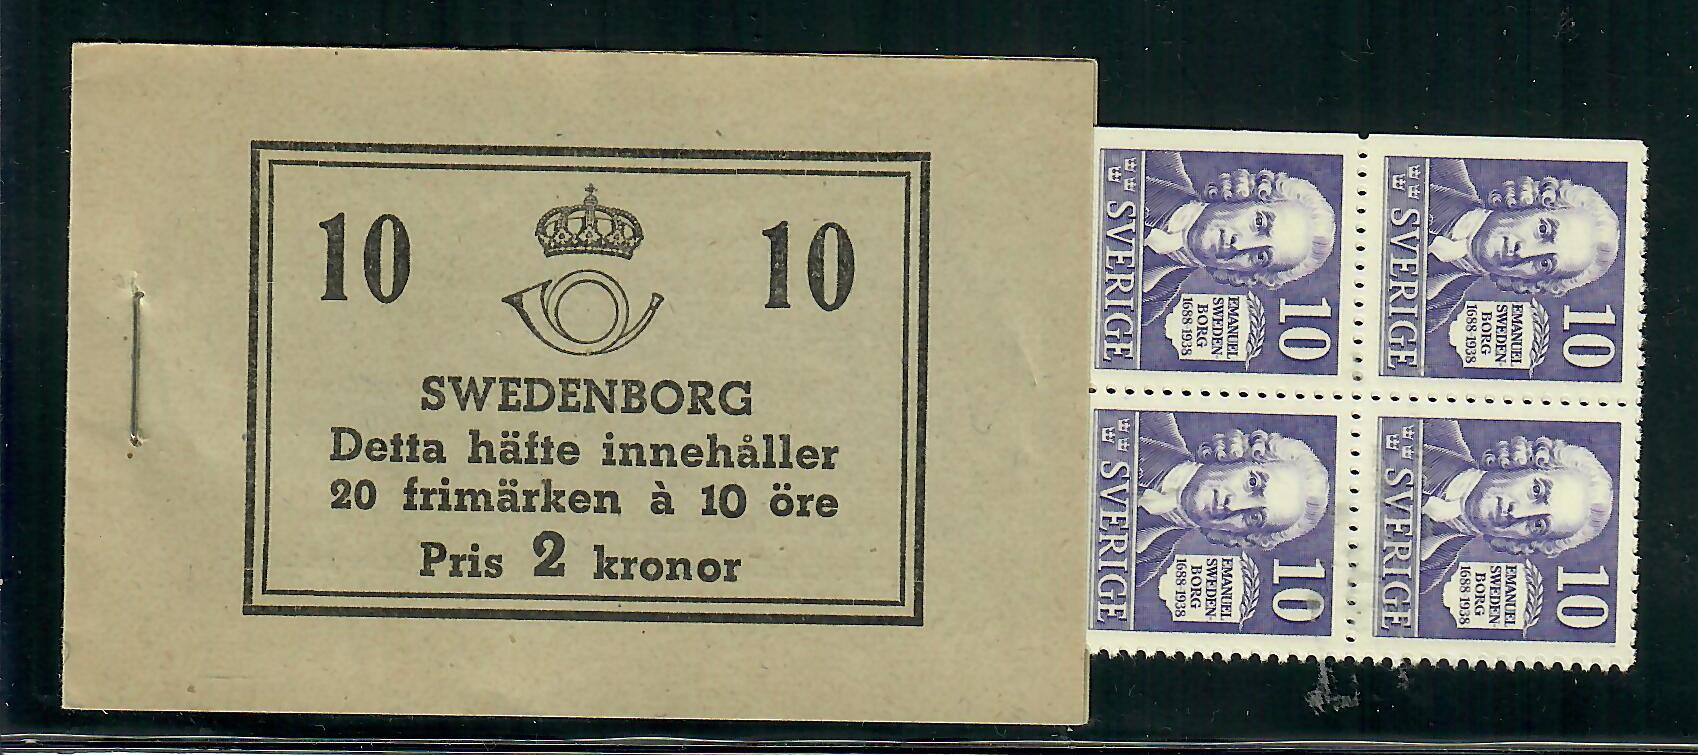 10 10
SWEDENBORG
Detta häfte innehåller
20 frimärken à 10 öre
Pris 2 kronor
SVERIGE
EMANUEL
SWEDEN-
BORG
1688-1938
10
SVERIGE
EMANUEL
SWEDEN-
BORG
1688-1938
10
SVERIGE
EMANUEL
SWEDEN-
BORG
1688-1938
10
SVERIGE
EMANUEL
SWEDEN-
BORG
1688-1938
10